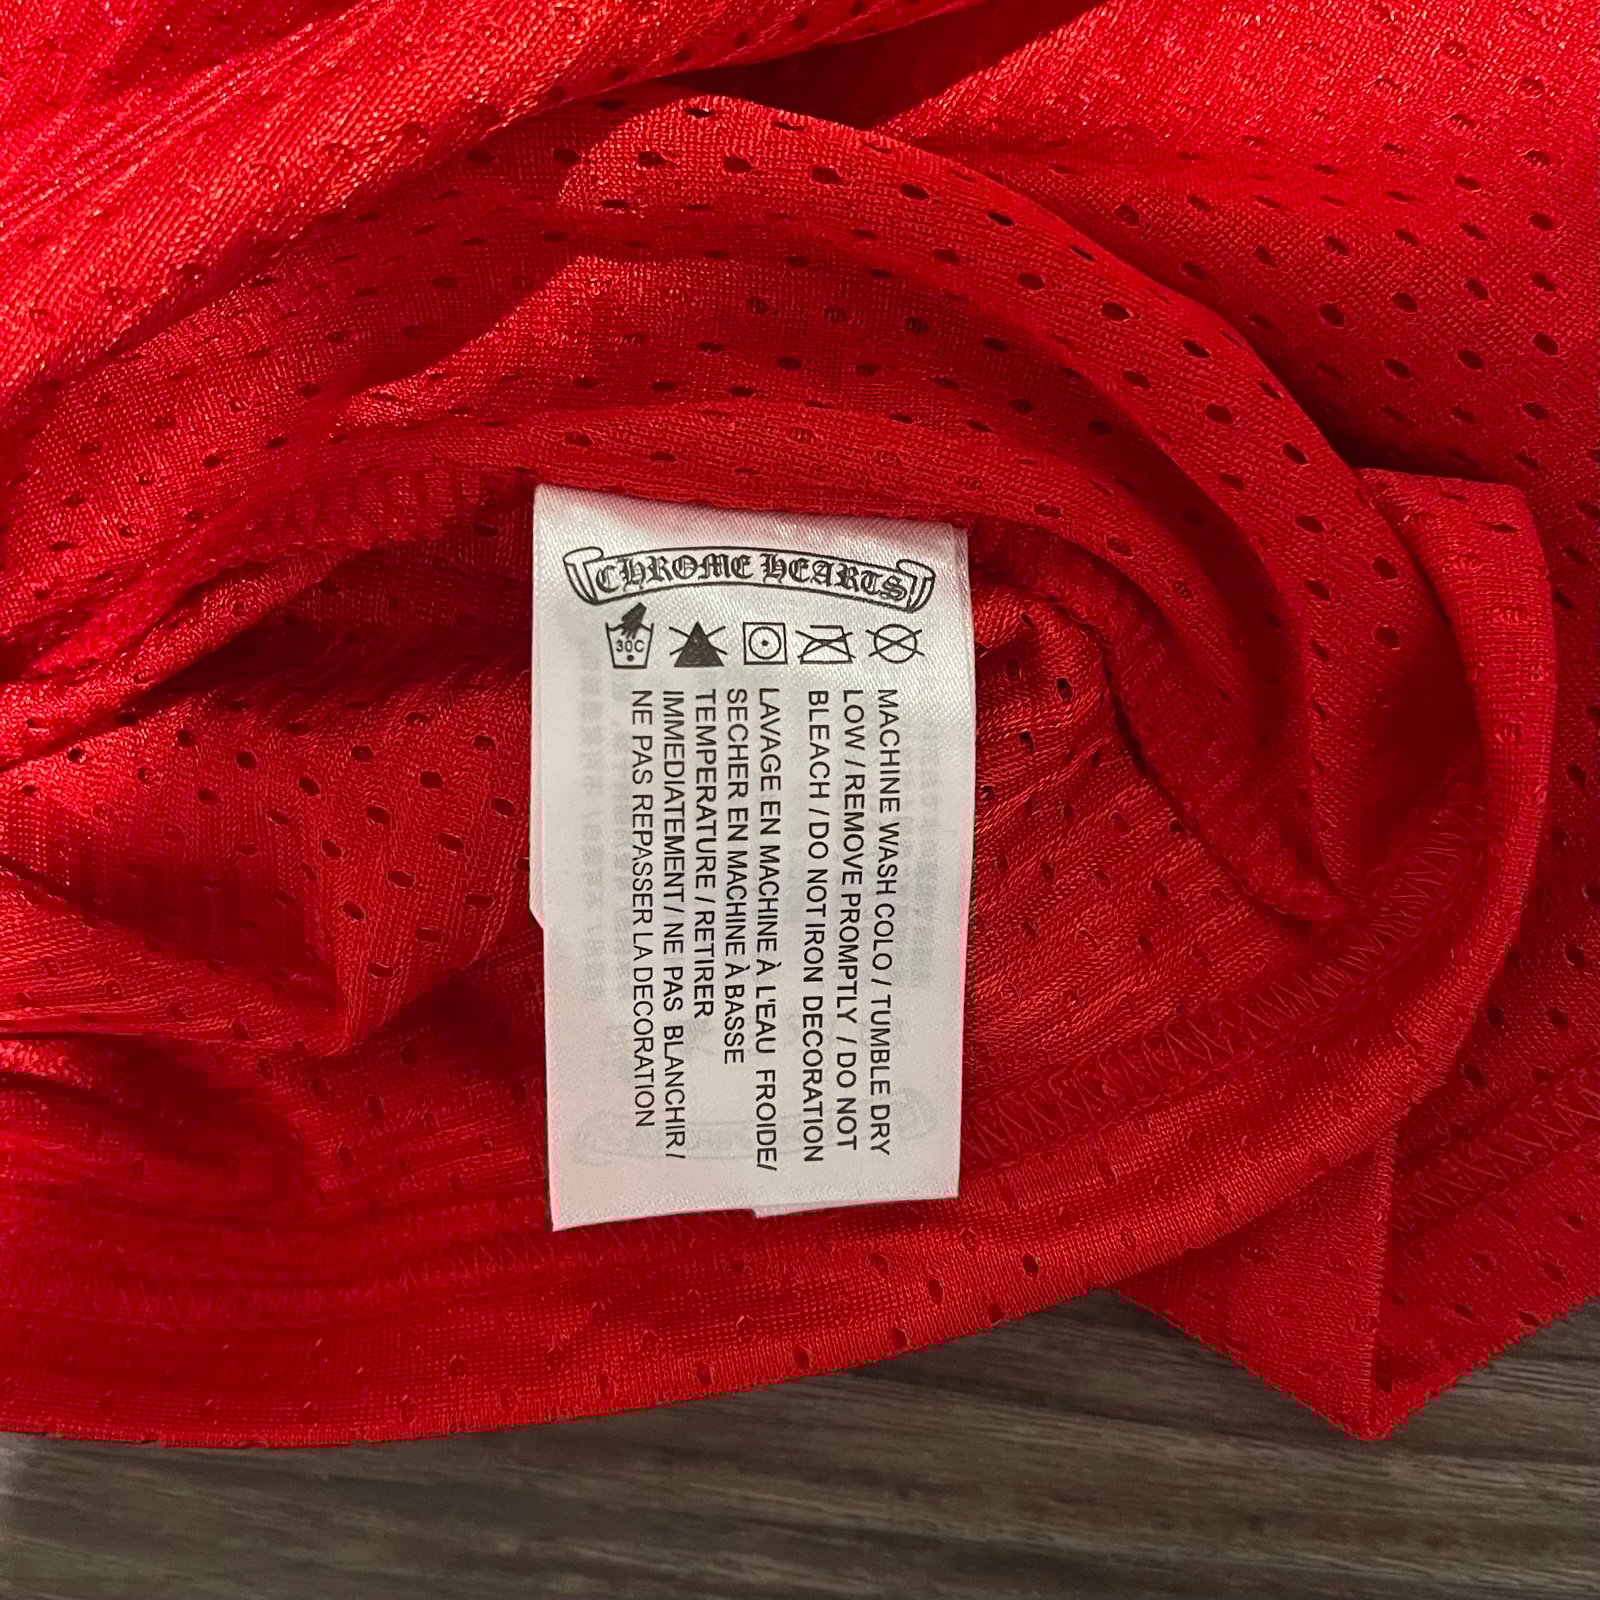 CHROME HEARTS
30C
MACHINE WASH COLO / TUMBLE DRY
LOW / REMOVE PROMPTLY / DO NOT
BLEACH / DO NOT IRON DECORATION
LAVAGE EN MACHINE À L'EAU FROIDE/
SECHER EN MACHINE À BASSE
TEMPERATURE / RETIRER
IMMEDIATEMENT / NE PAS BLANCHIR /
NE PAS REPASSER LA DECORATION